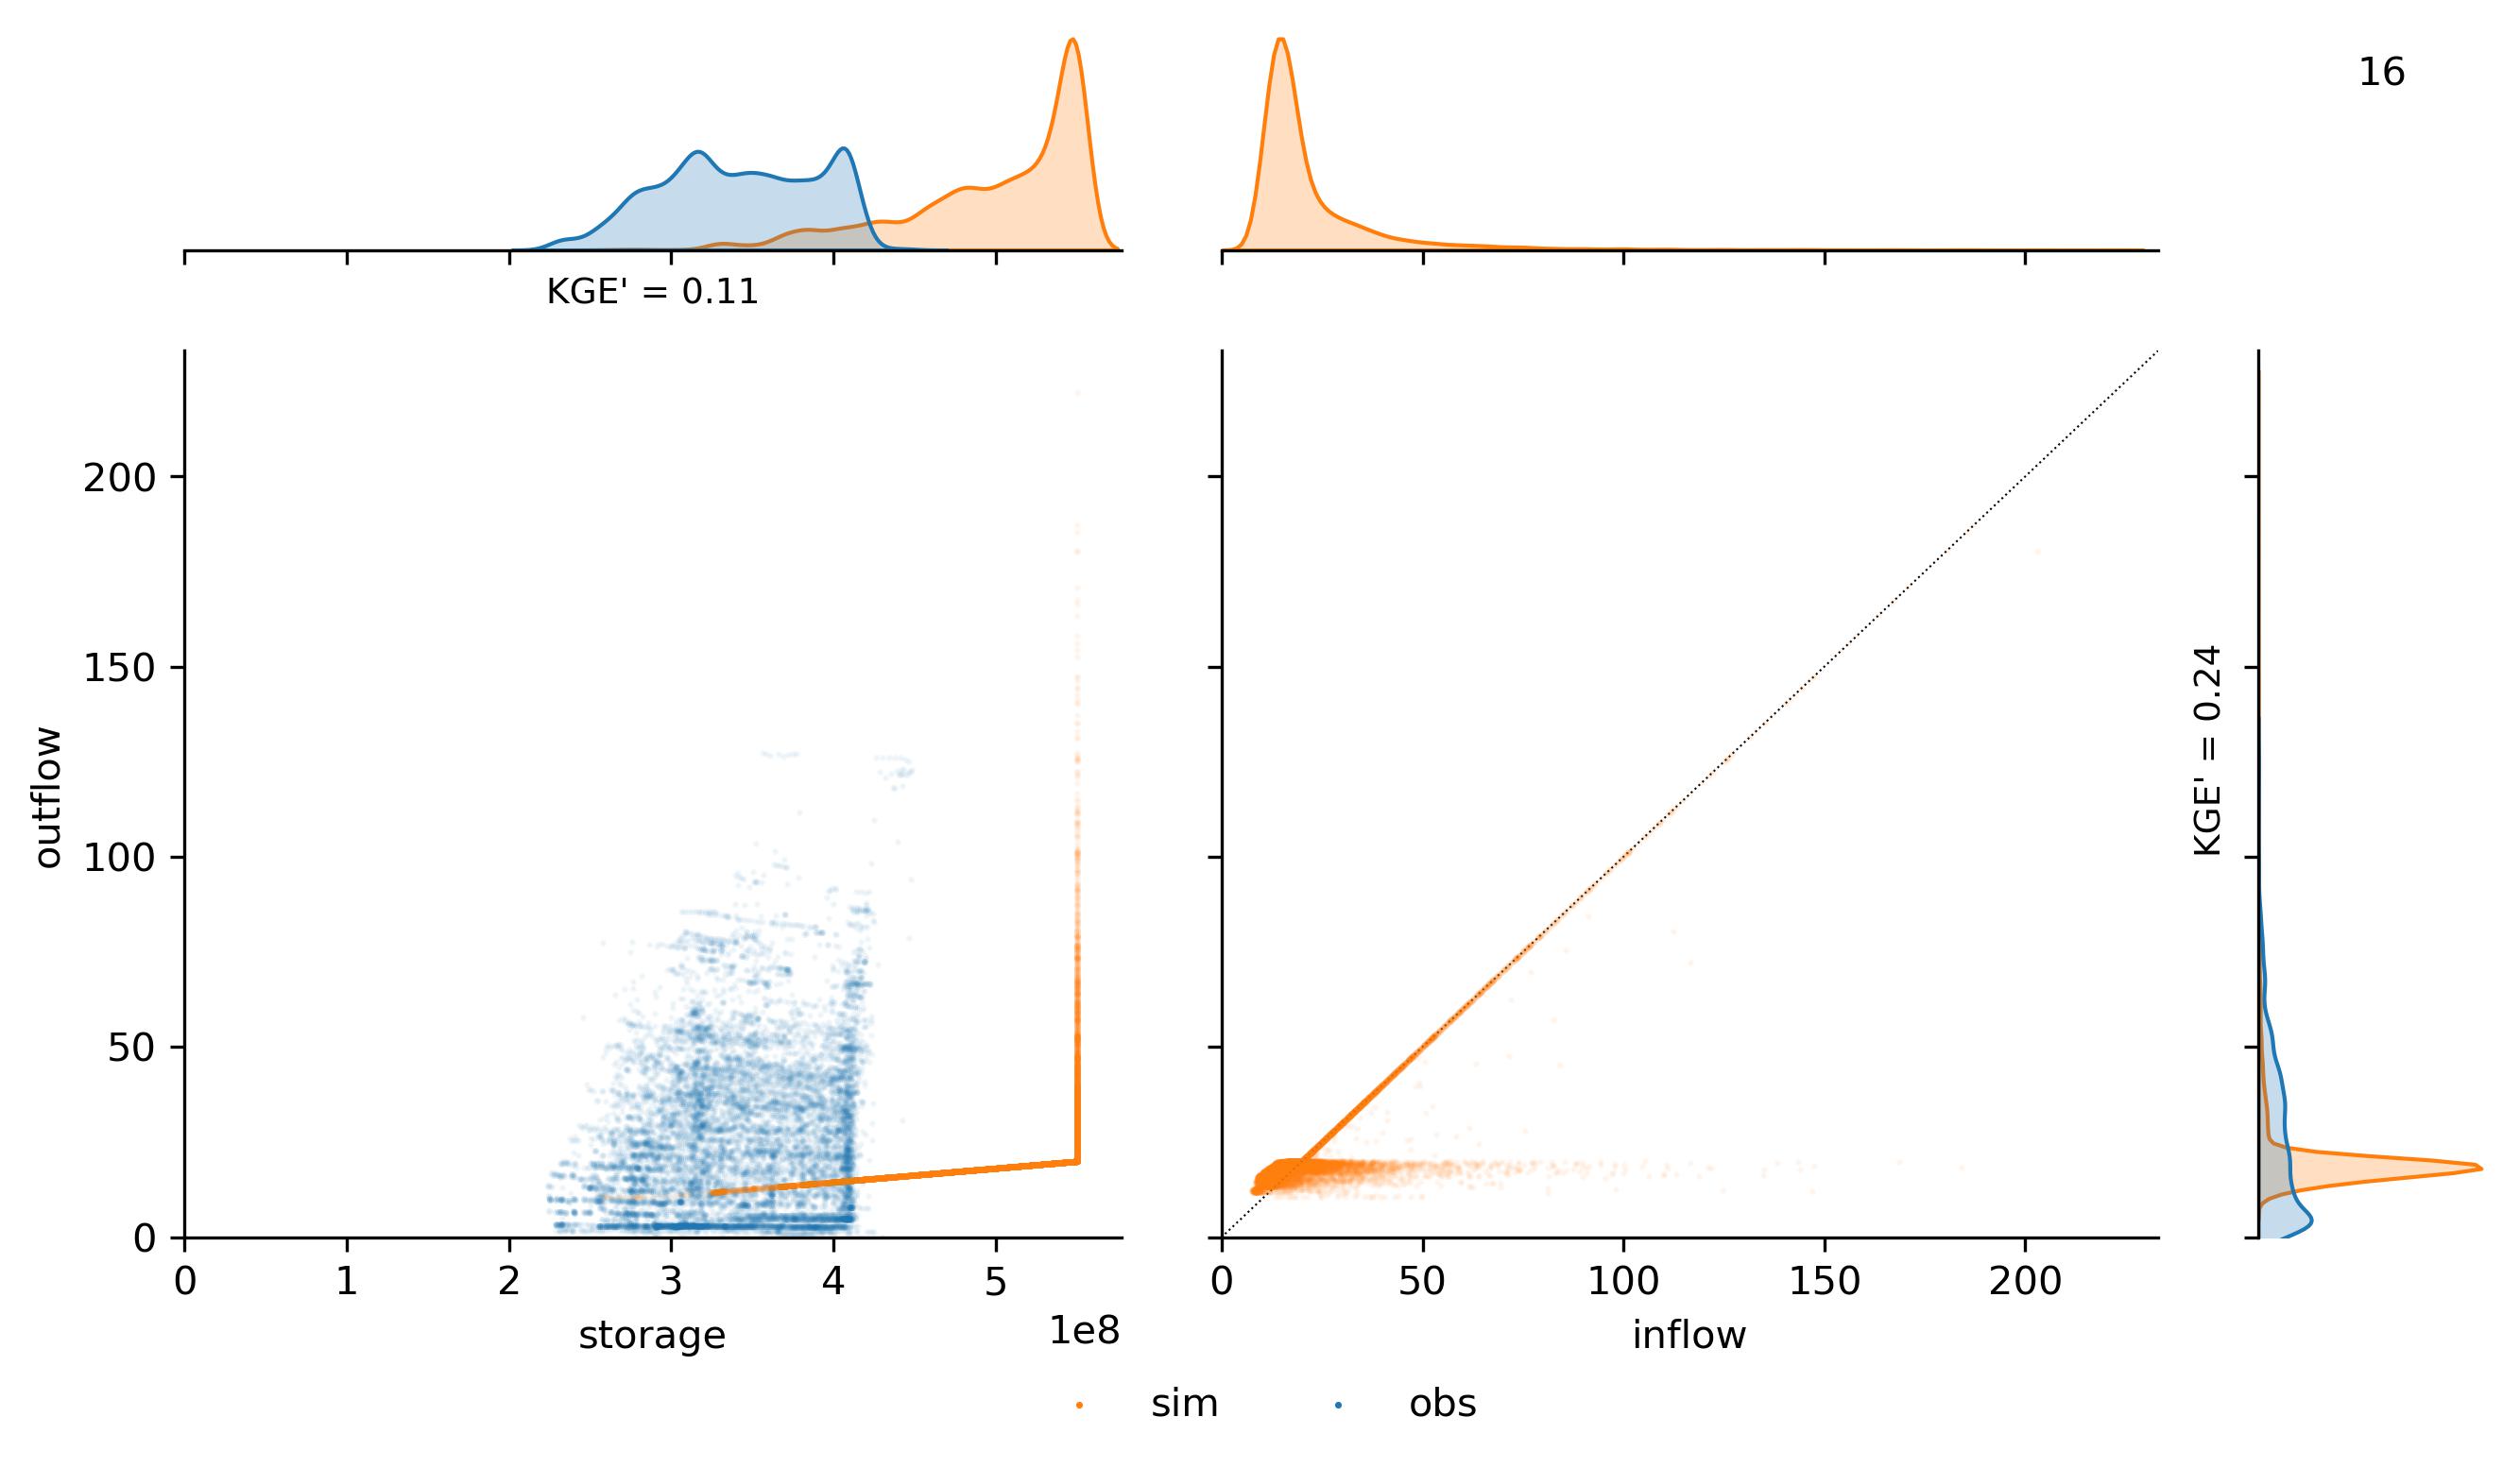 16
KGE' = 0.11
outflow
200
150
100
50
0
0 1 2 3 4 5
storage
1e8
KGE' = 0.24
0 50 100 150 200
inflow
sim obs